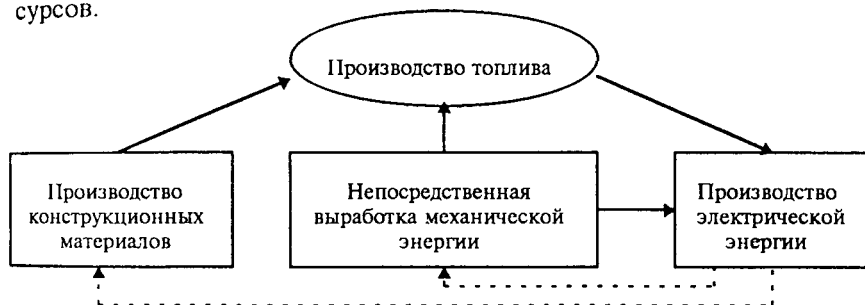 сурсов.
Производство топлива
Производство
конструкционных
материалов
Непосредственная
выработка механической
энергии
Производство
электрической
энергии